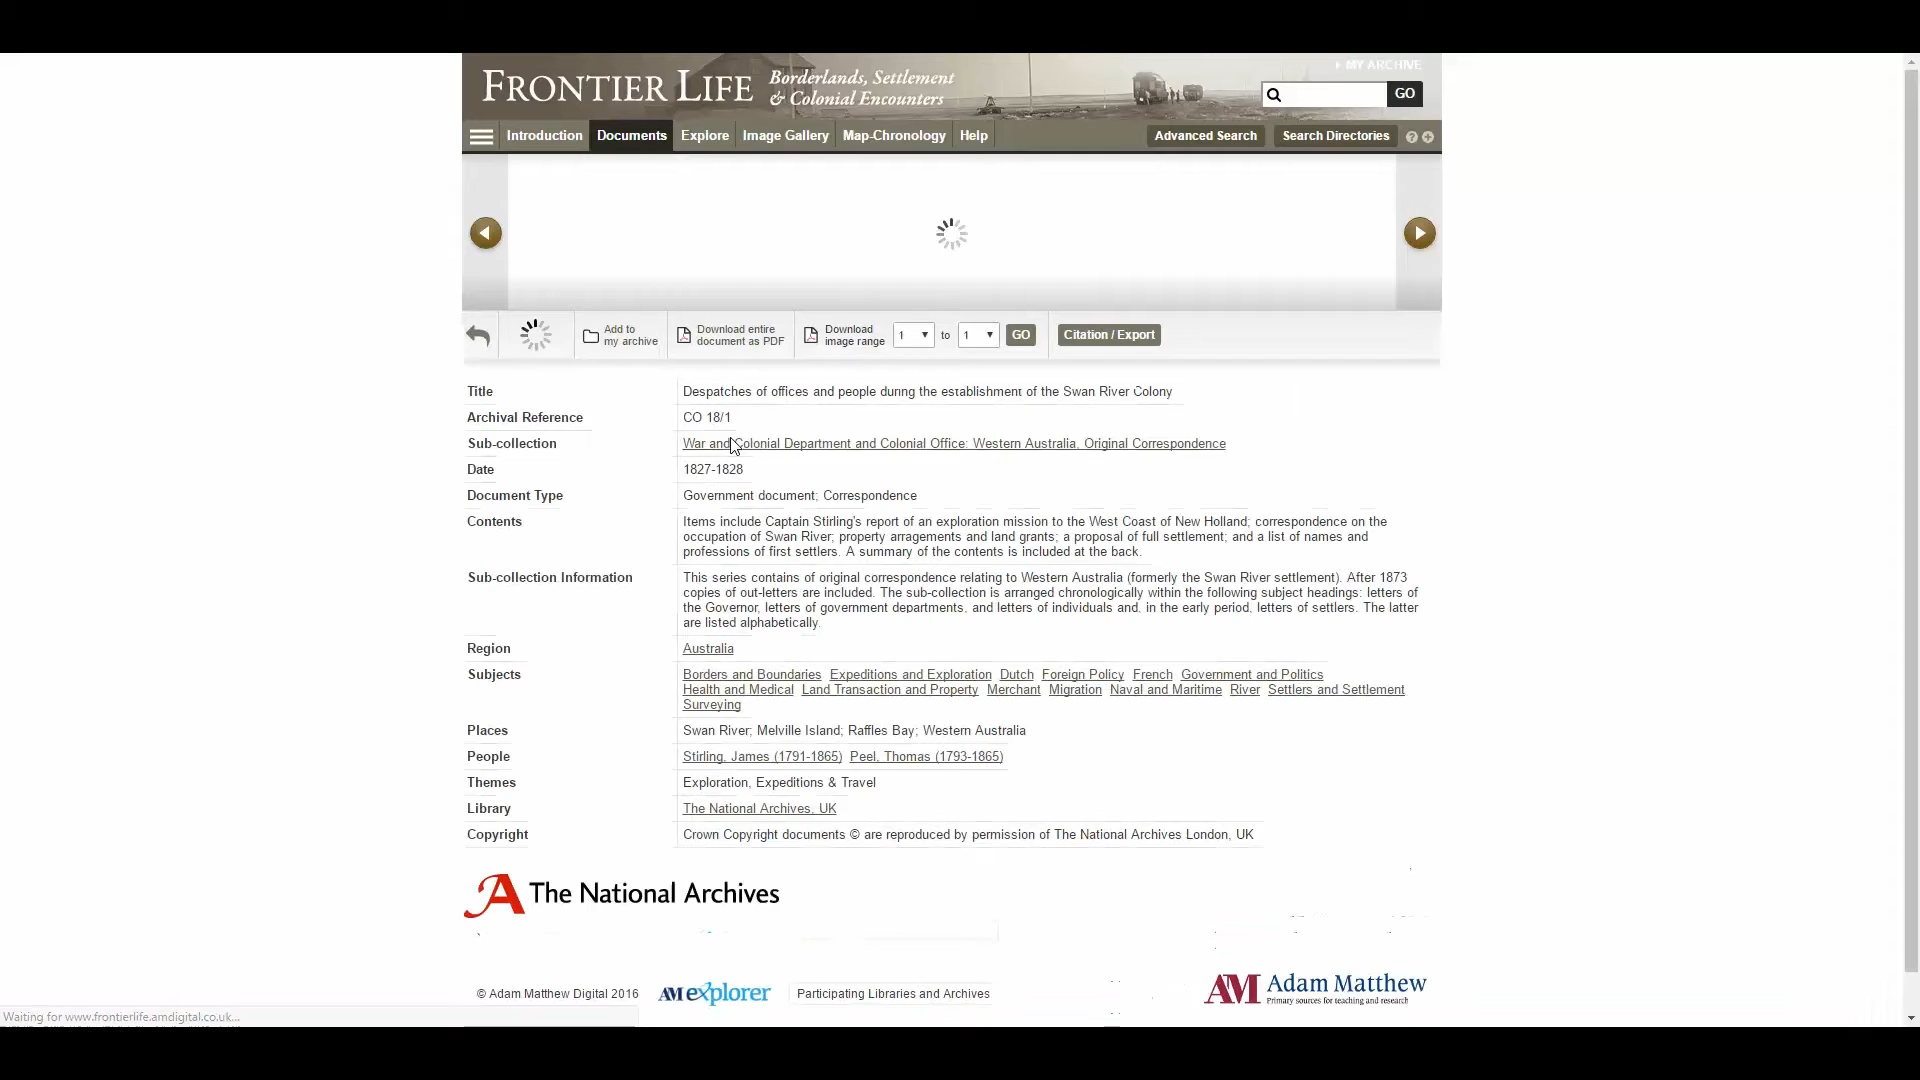 FRONTIER LIFE
Borderlands, Settlement
& Colonial Encounters
MY ARCHIVE
GO
Introduction
Documents
Explore
Image Gallery
Map-Chronology
Help
Advanced Search
Search Directories
Add to
my archive
Download entire
document as PDF
Download
image range
1
to
1
GO
Citation / Export
Title
Despatches of offices and people during the establishment of the Swan River Colony
Archival Reference
CO 18/1
Sub-collection
War and Colonial Department and Colonial Office: Western Australia, Original Correspondence
Date
1827-1828
Document Type
Government document; Correspondence
Contents
Items include Captain Stirling's report of an exploration mission to the West Coast of New Holland; correspondence on the
occupation of Swan River; property arragements and land grants; a proposal of full settlement; and a list of names and
professions of first settlers. A summary of the contents is included at the back.
Sub-collection Information
This series contains of original correspondence relating to Western Australia (formerly the Swan River settlement). After 1873
copies of out-letters are included. The sub-collection is arranged chronologically within the following subject headings: letters of
the Governor, letters of government departments, and letters of individuals and, in the early period, letters of settlers. The latter
are listed alphabetically.
Region
Australia
Subjects
Borders and Boundaries Expeditions and Exploration Dutch Foreign Policy French Government and Politics
Health and Medical Land Transaction and Property Merchant Migration Naval and Maritime River Settlers and Settlement
Surveying
Places
Swan River; Melville Island; Raffles Bay; Western Australia
People
Stirling, James (1791-1865) Peel, Thomas (1793-1865)
Themes
Exploration, Expeditions & Travel
Library
The National Archives, UK
Copyright
Crown Copyright documents © are reproduced by permission of The National Archives London, UK
The National Archives
© Adam Matthew Digital 2016
AM explorer
Participating Libraries and Archives
AM Adam Matthew
Primary sources for teaching and research
Waiting for www.frontierlife.amdigital.co.uk...